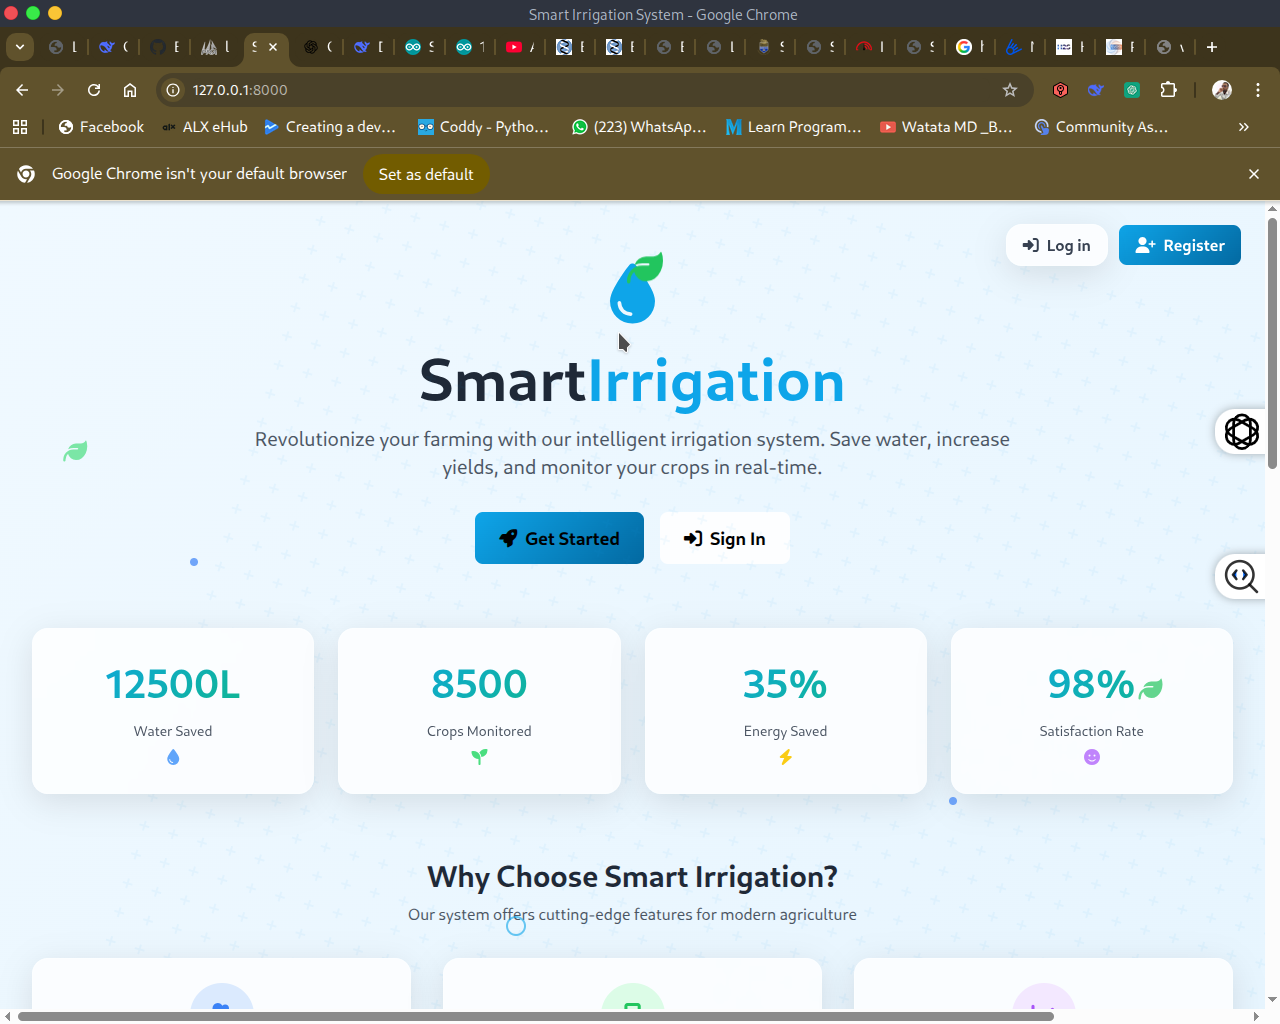 Smart Irrigation System - Google Chrome
127.0.0.1:8000
Facebook
ALX eHub
Creating a dev...
Coddy - Pytho...
(223) WhatsAp...
Learn Program...
Watata MD _B...
Community As...
Google Chrome isn't your default browser
Set as default
Log in
Register
SmartIrrigation
Revolutionize your farming with our intelligent irrigation system. Save water, increase
yields, and monitor your crops in real-time.
Get Started
Sign In
12500L
8500
35%
98%
Water Saved
Crops Monitored
Energy Saved
Satisfaction Rate
Why Choose Smart Irrigation?
Our system offers cutting-edge features for modern agriculture